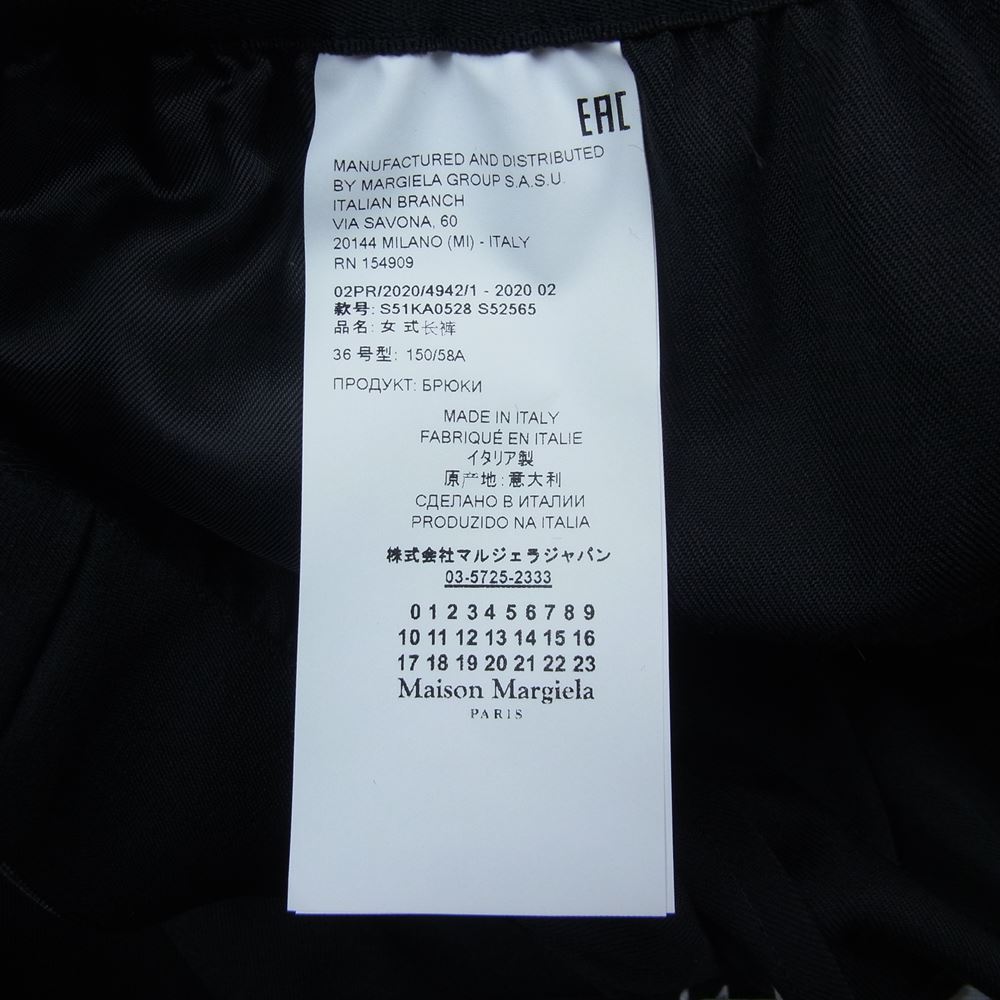 EAC
MANUFACTURED AND DISTRIBUTED
BY MARGIELA GROUP S.A.S.U.
ITALIAN BRANCH
VIA SAVONA, 60
20144 MILANO (MI) - ITALY
RN 154909
02PR/2020/4942/1 - 2020 02
款号: S51KA0528 S52565
品名: 女式长裤
36 号型: 150/58A
ПРОДУКТ: БРЮКИ
MADE IN ITALY
FABRIQUÉ EN ITALIE
イタリア製
原产地:意大利
СДЕЛАНО В ИТАЛИИ
PRODUZIDO NA ITALIA
株式会社マルジェラジャパン
03-5725-2333
0 1 2 3 4 5 6 7 8 9
10 11 12 13 14 15 16
17 18 19 20 21 22 23
Maison Margiela
PARIS